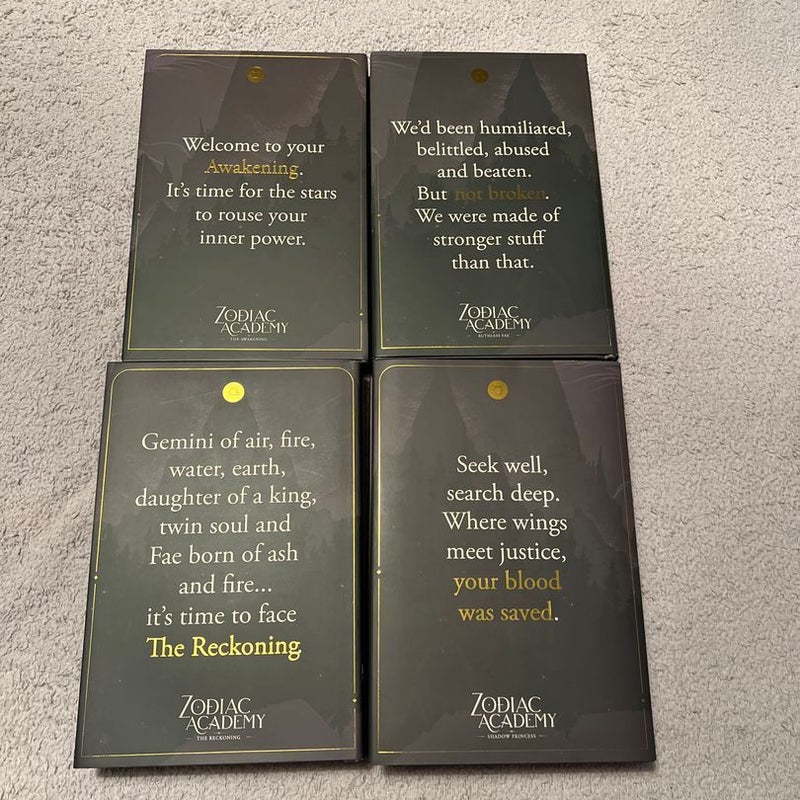 Welcome to your
Awakening.
It's time for the stars
to rouse your
inner power.
ZODIAC
ACADEMY
THE AWAKENING
We'd been humiliated,
belittled, abused
and beaten.
But not broken.
We were made of
stronger stuff
than that.
ZODIAC
ACADEMY
RUTHLESS FAE
Gemini of air, fire,
water, earth,
daughter of a king,
twin soul and
Fae born of ash
and fire...
it's time to face
The Reckoning.
ZODIAC
ACADEMY
THE RECKONING
Seek well,
search deep.
Where wings
meet justice,
your blood
was saved.
ZODIAC
ACADEMY
SHADOW PRINCESS